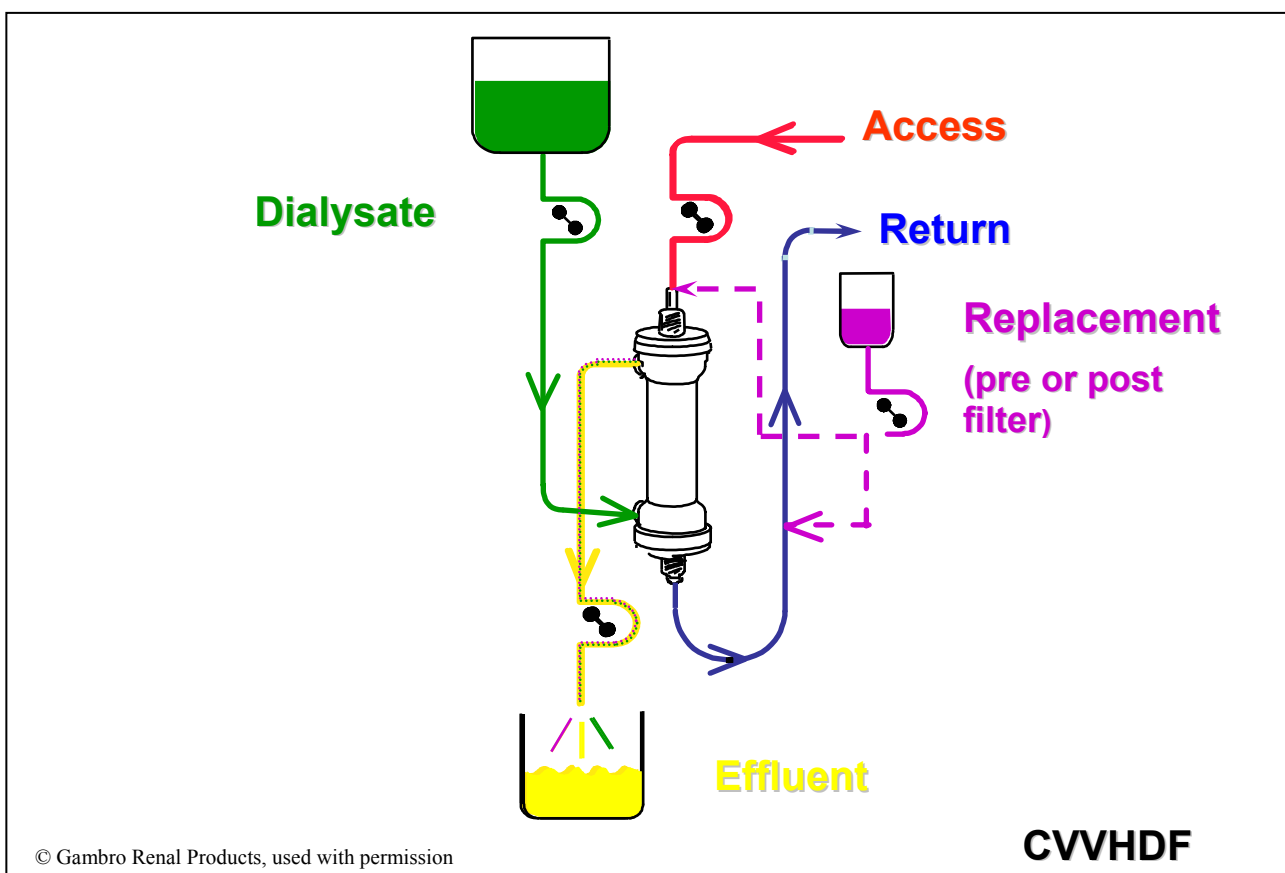 Access
Dialysate
Return
Replacement
(pre or post
filter)
Effluent
CVVHDF
© Gambro Renal Products, used with permission